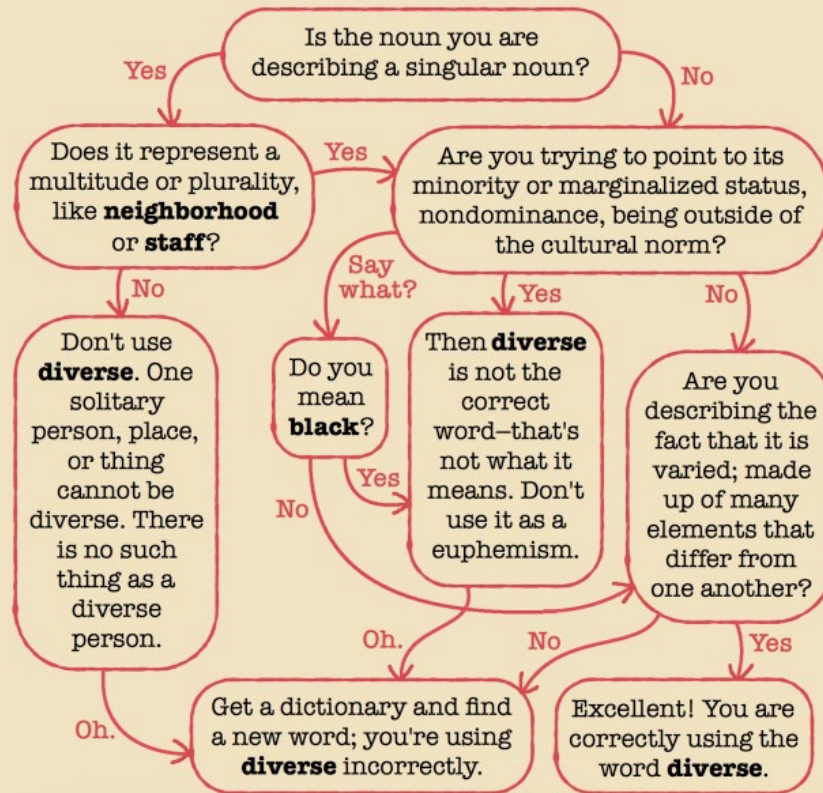 Is the noun you are
describing a singular noun?
Yes
No
Does it represent a
multitude or plurality,
like neighborhood
or staff?
Yes
Are you trying to point to its
minority or marginalized status,
nondominance, being outside of
the cultural norm?
No
Say
what?
Yes
No
Don't use
diverse. One
solitary
person, place,
or thing
cannot be
diverse. There
is no such
thing as a
diverse
person.
Do you
mean
black?
Yes
No
Then diverse
is not the
correct
word—that's
not what it
means. Don't
use it as a
euphemism.
Are you
describing the
fact that it is
varied; made
up of many
elements that
differ from
one another?
Oh.
Oh.
No
Yes
Get a dictionary and find
a new word; you're using
diverse incorrectly.
Excellent! You are
correctly using the
word diverse.